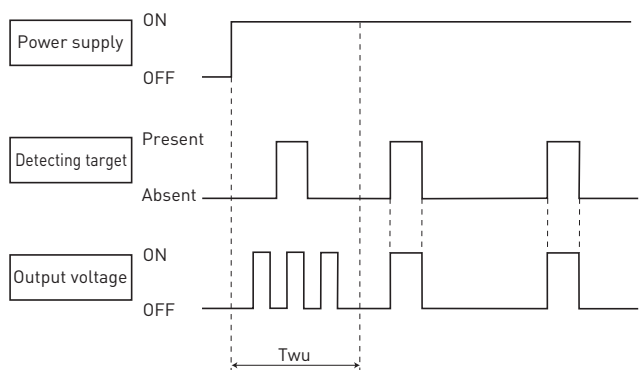 ON
Power supply
OFF
Present
Detecting target
Absent
ON
Output voltage
OFF
Twu